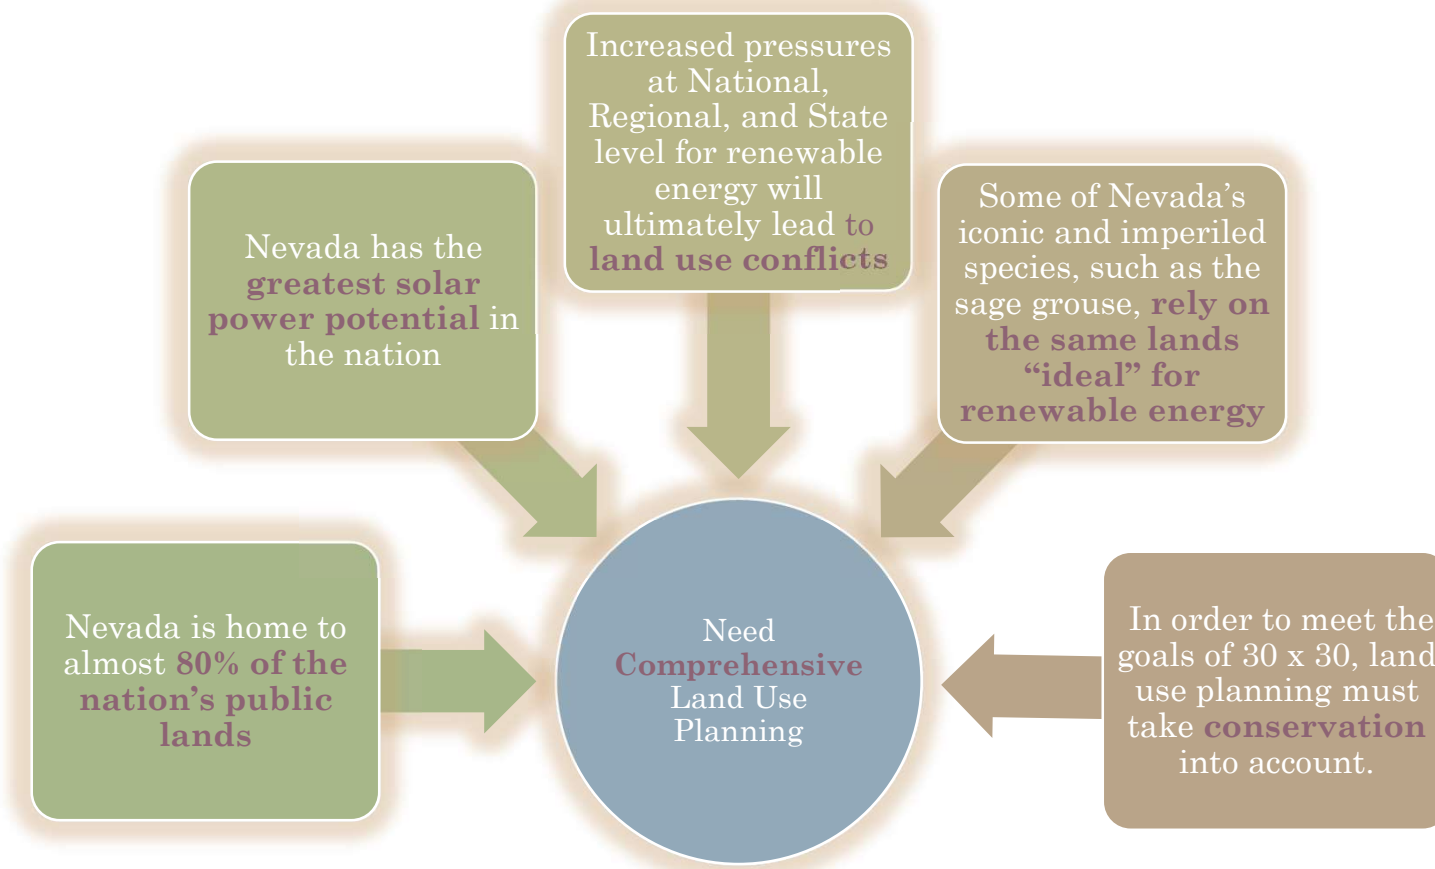 Increased pressures
at National,
Regional, and State
level for renewable
energy will
ultimately lead to
land use conflicts
Nevada has the
greatest solar
power potential in
the nation
Some of Nevada’s
iconic and imperiled
species, such as the
sage grouse, rely on
the same lands
“ideal” for
renewable energy
Nevada is home to
almost 80% of the
nation’s public
lands
Need
Comprehensive
Land Use
Planning
In order to meet the
goals of 30 x 30, land
use planning must
take conservation
into account.